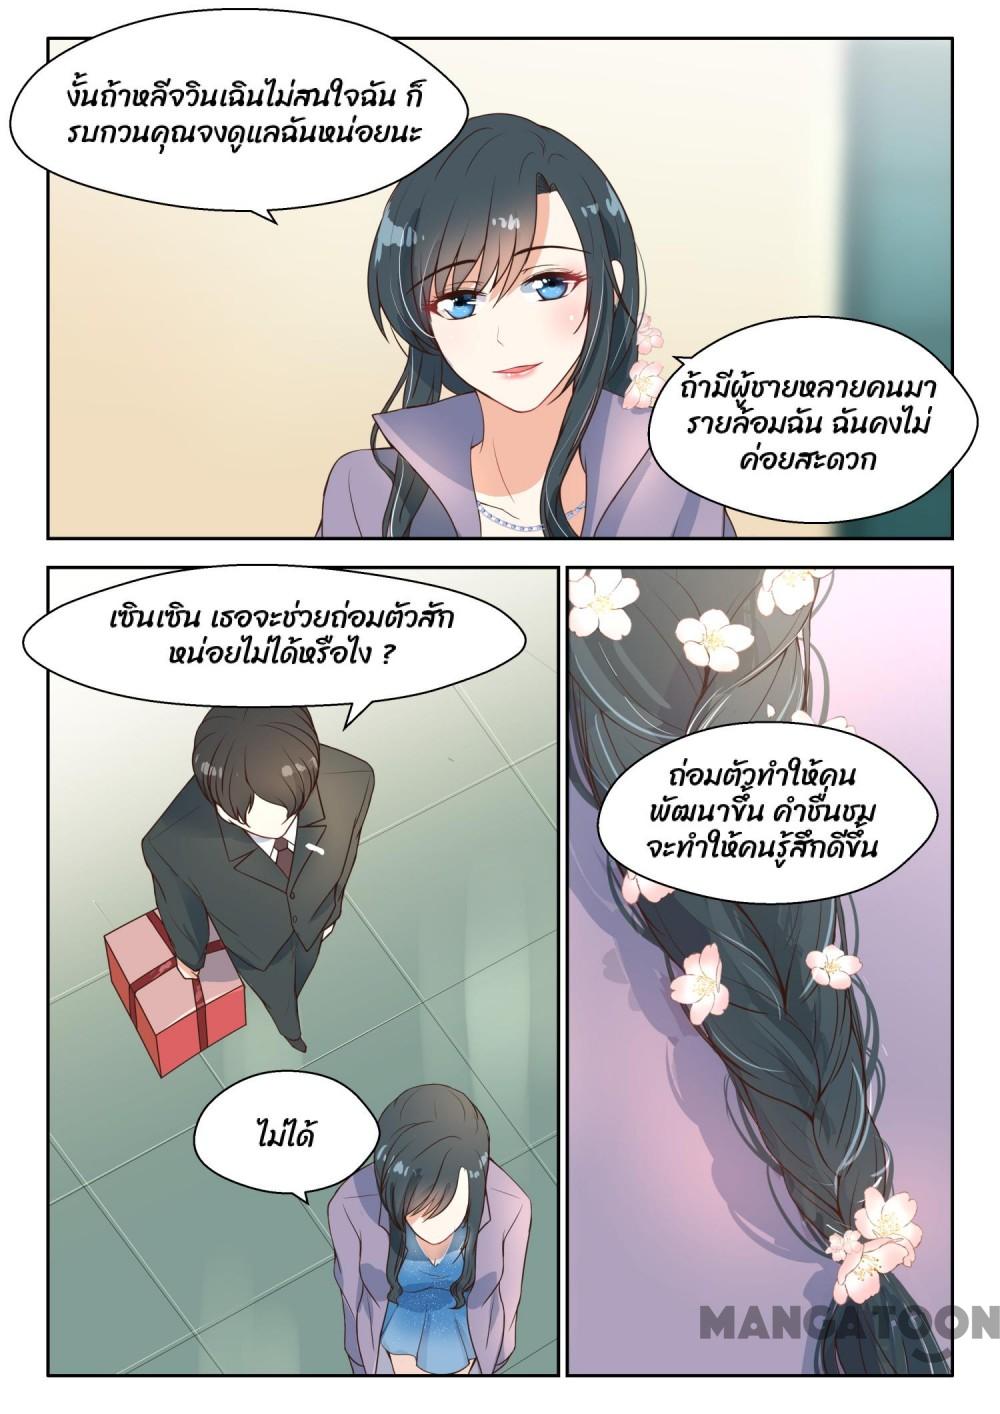 งั้นถ้าหลีจวินเฉินไม่สนใจฉัน ก็
รบกวนคุณจงดูแลฉันหน่อยนะ
ถ้ามีผู้ชายหลายคนมา
รายล้อมฉัน ฉันคงไม่
ค่อยสะดวก
เซินเซิน เธอจะช่วยถ่อมตัวสัก
หน่อยไม่ได้หรือไง ?
ถ่อมตัวทำให้คน
พัฒนาขึ้น คำชื่นชม
จะทำให้คนรู้สึกดีขึ้น
ไม่ได้
MANGATOON